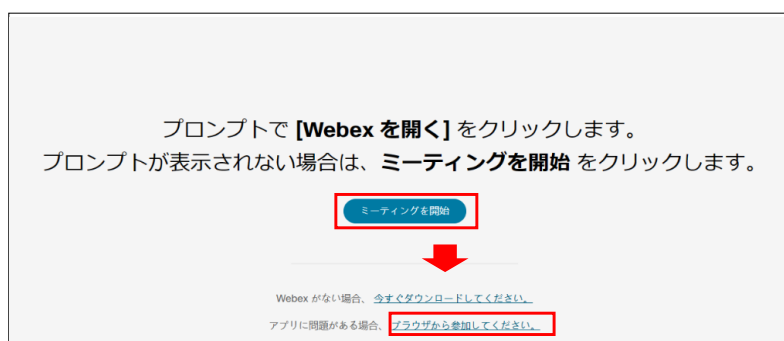 プロンプトで [Webex を開く] をクリックします。
プロンプトが表示されない場合は、ミーティングを開始 をクリックします。
ミーティングを開始
Webex がない場合、 今すぐダウンロードしてください。
アプリに問題がある場合、 ブラウザから参加してください。